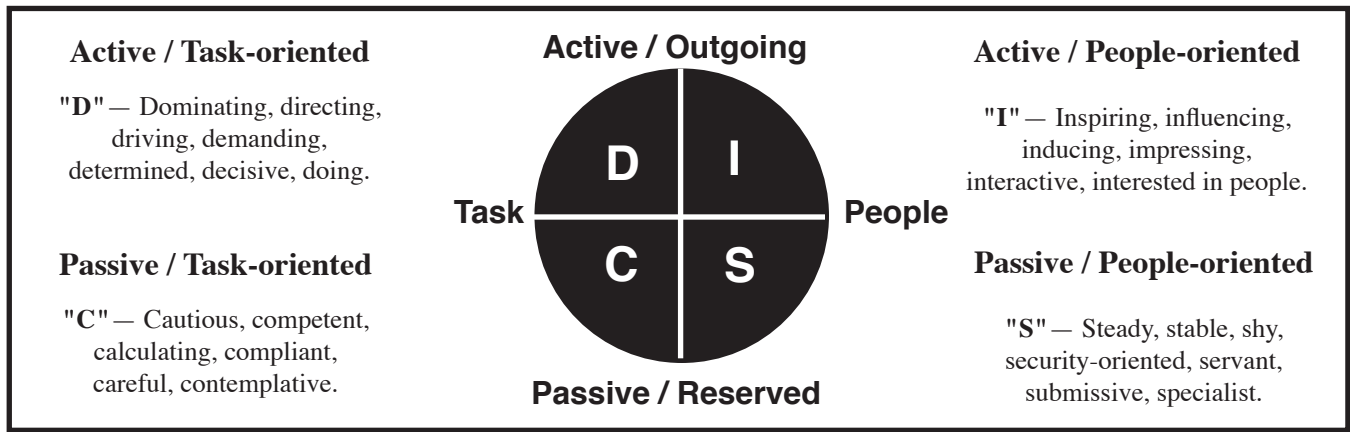 Active / Task-oriented
"D"— Dominating, directing,
driving, demanding,
determined, decisive, doing.
Passive / Task-oriented
"C"— Cautious, competent,
calculating, compliant,
careful, contemplative.
Active / Outgoing
D
I
Task
People
C
S
Passive / Reserved
Active / People-oriented
"I"— Inspiring, influencing,
inducing, impressing,
interactive, interested in people.
Passive / People-oriented
"S"— Steady, stable, shy,
security-oriented, servant,
submissive, specialist.